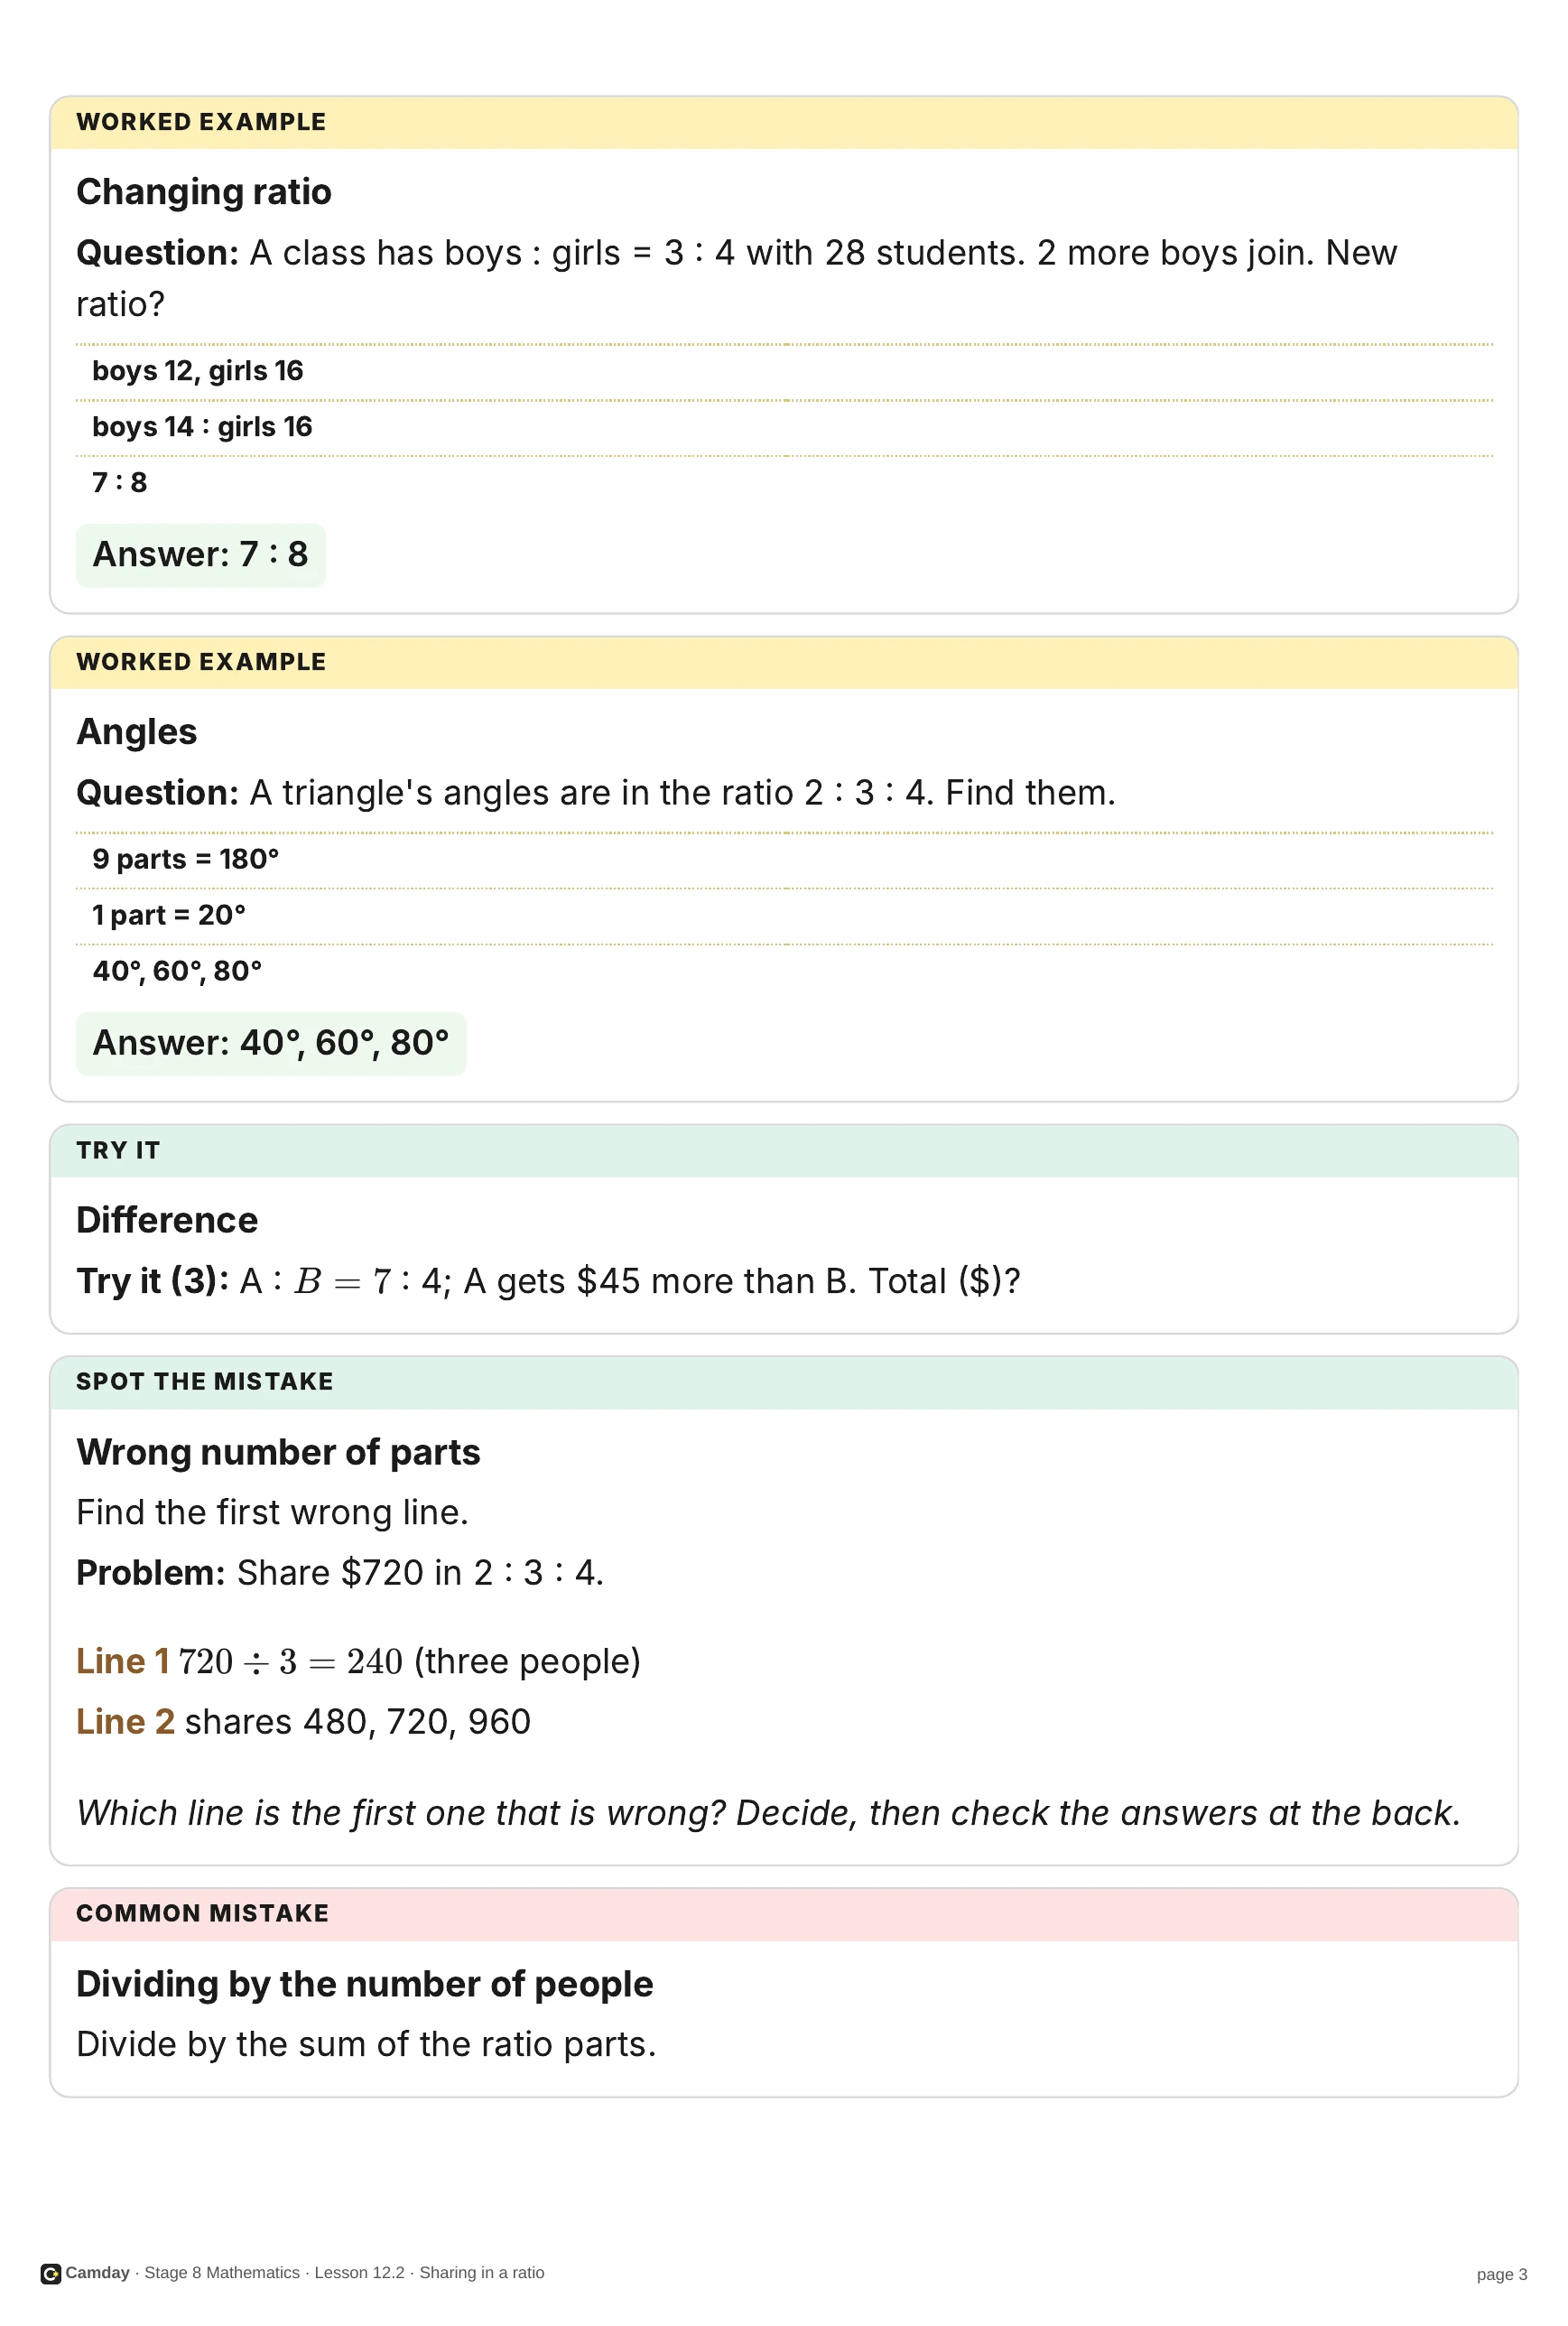 WORKED EXAMPLE
Changing ratio
Question: A class has boys : girls = 3 : 4 with 28 students. 2 more boys join. New
ratio?
boys 12, girls 16
boys 14 : girls 16
7 : 8
Answer: 7 : 8
WORKED EXAMPLE
Angles
Question: A triangle's angles are in the ratio 2 : 3 : 4. Find them.
9 parts = 180°
1 part = 20°
40°, 60°, 80°
Answer: 40°, 60°, 80°
TRY IT
Difference
Try it (3): A : B = 7 : 4; A gets $45 more than B. Total ($)?
SPOT THE MISTAKE
Wrong number of parts
Find the first wrong line.
Problem: Share $720 in 2 : 3 : 4.
Line 1 720 ÷ 3 = 240 (three people)
Line 2 shares 480, 720, 960
Which line is the first one that is wrong? Decide, then check the answers at the back.
COMMON MISTAKE
Dividing by the number of people
Divide by the sum of the ratio parts.
Camday · Stage 8 Mathematics · Lesson 12.2 · Sharing in a ratio
page 3